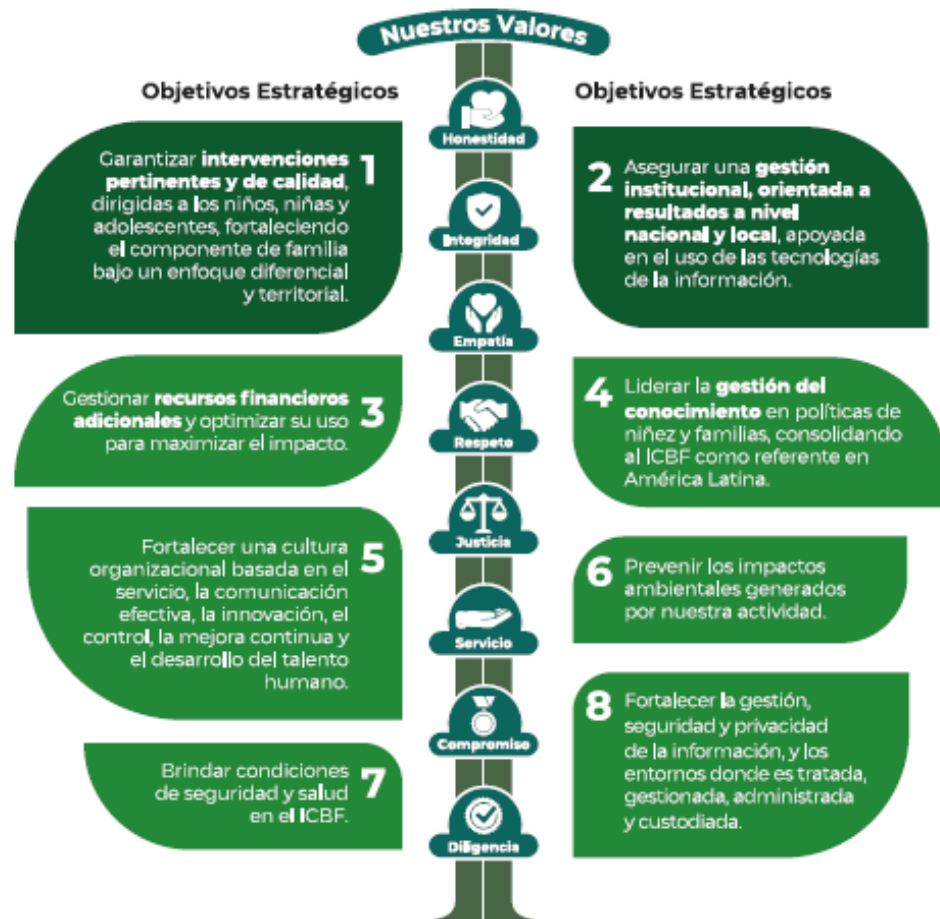 Nuestros Valores
Objetivos Estratégicos
Objetivos Estratégicos
Honestidad
Integridad
Empatía
Respeto
Justicia
Servicio
Compromiso
Diligencia
1
Garantizar intervenciones
pertinentes y de calidad,
dirigidas a los niños, niñas y
adolescentes, fortaleciendo
el componente de familia
bajo un enfoque diferencial
y territorial.
2
Asegurar una gestión
institucional, orientada a
resultados a nivel
nacional y local, apoyada
en el uso de las tecnologías
de la información.
3
Gestionar recursos financieros
adicionales y optimizar su uso
para maximizar el impacto.
4
Liderar la gestión del
conocimiento en políticas de
niñez y familias, consolidando
al ICBF como referente en
América Latina.
5
Fortalecer una cultura
organizacional basada en el
servicio, la comunicación
efectiva, la innovación, el
control, la mejora continua y
el desarrollo del talento
humano.
6
Prevenir los impactos
ambientales generados
por nuestra actividad.
7
Brindar condiciones
de seguridad y salud
en el ICBF.
8
Fortalecer la gestión,
seguridad y privacidad
de la información, y los
entornos donde es tratada,
gestionada, administrada
y custodiada.